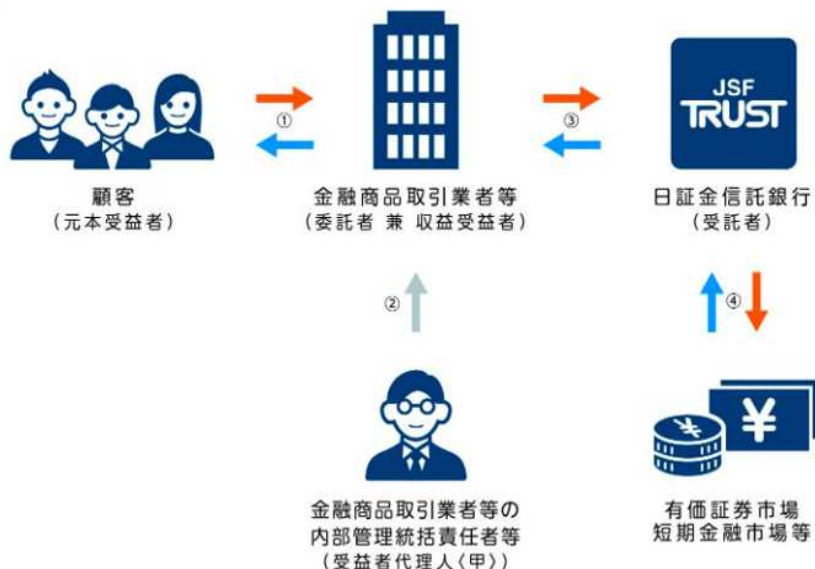 JSF
TRUST
①
③
顧客
(元本受益者)
金融商品取引業者等
(委託者 兼 収益受益者)
日証金信託銀行
(受託者)
②
④
¥
¥
金融商品取引業者等の
内部管理統括責任者等
(受益者代理人〈甲〉)
有価証券市場
短期金融市場等